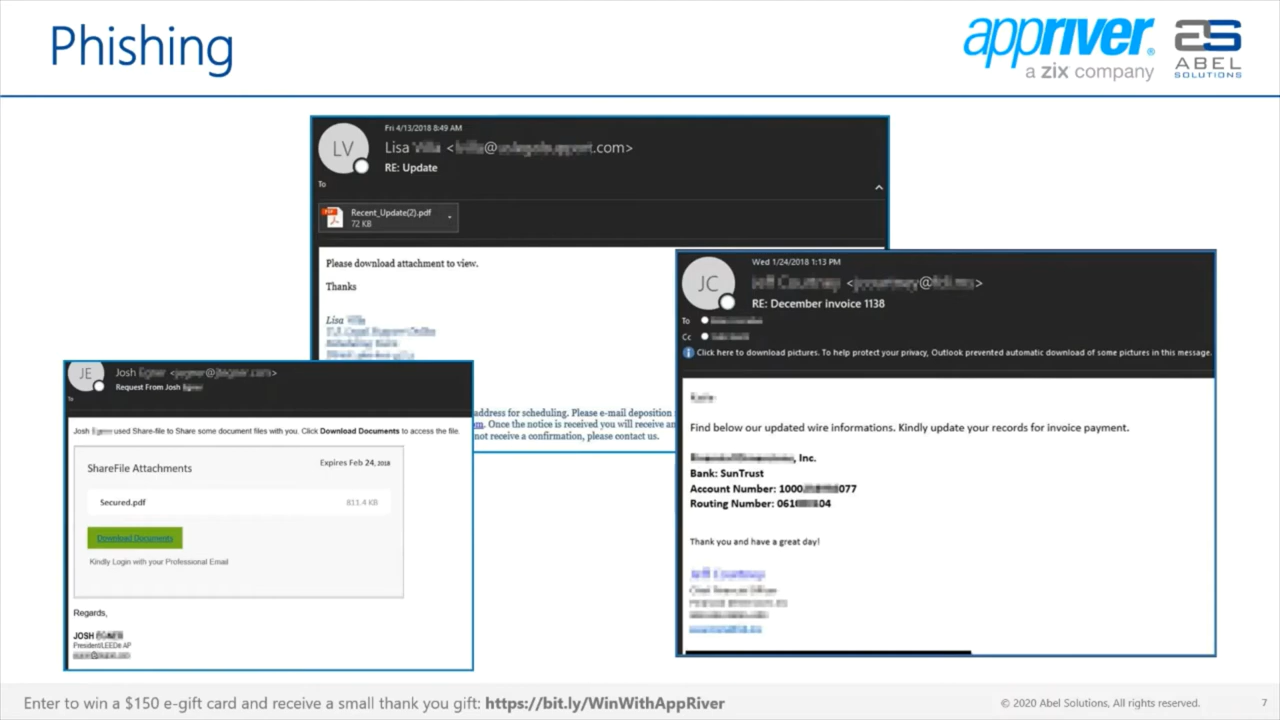 Phishing
appriver®
a zix company
ABEL
SOLUTIONS
Fri 4/13/2018 8:49 AM
LV
Lisa < @ .com>
RE: Update
To
Recent_Update(2).pdf
72 KB
Please download attachment to view.
Thanks
Lisa
address for scheduling. Please e-mail deposition
. Once the notice is received you will receive an
not receive a confirmation, please contact us.
Wed 1/24/2018 1:13 PM
JC
< @ >
RE: December invoice 1138
To
Cc
Click here to download pictures. To help protect your privacy, Outlook prevented automatic download of some pictures in this message.
Find below our updated wire informations. Kindly update your records for invoice payment.
, Inc.
Bank: SunTrust
Account Number: 1000 077
Routing Number: 061 04
Thank you and have a great day!
JE
Josh < @ .com>
Request From Josh
To
Josh used Share-file to Share some document files with you. Click Download Documents to access the file.
ShareFile Attachments
Expires Feb 24, 2018
Secured.pdf
811.4 KB
Download Documents
Kindly Login with your Professional Email
Regards,
JOSH
President/LEED® AP
Enter to win a $150 e-gift card and receive a small thank you gift: https://bit.ly/WinWithAppRiver
© 2020 Abel Solutions, All rights reserved.
7